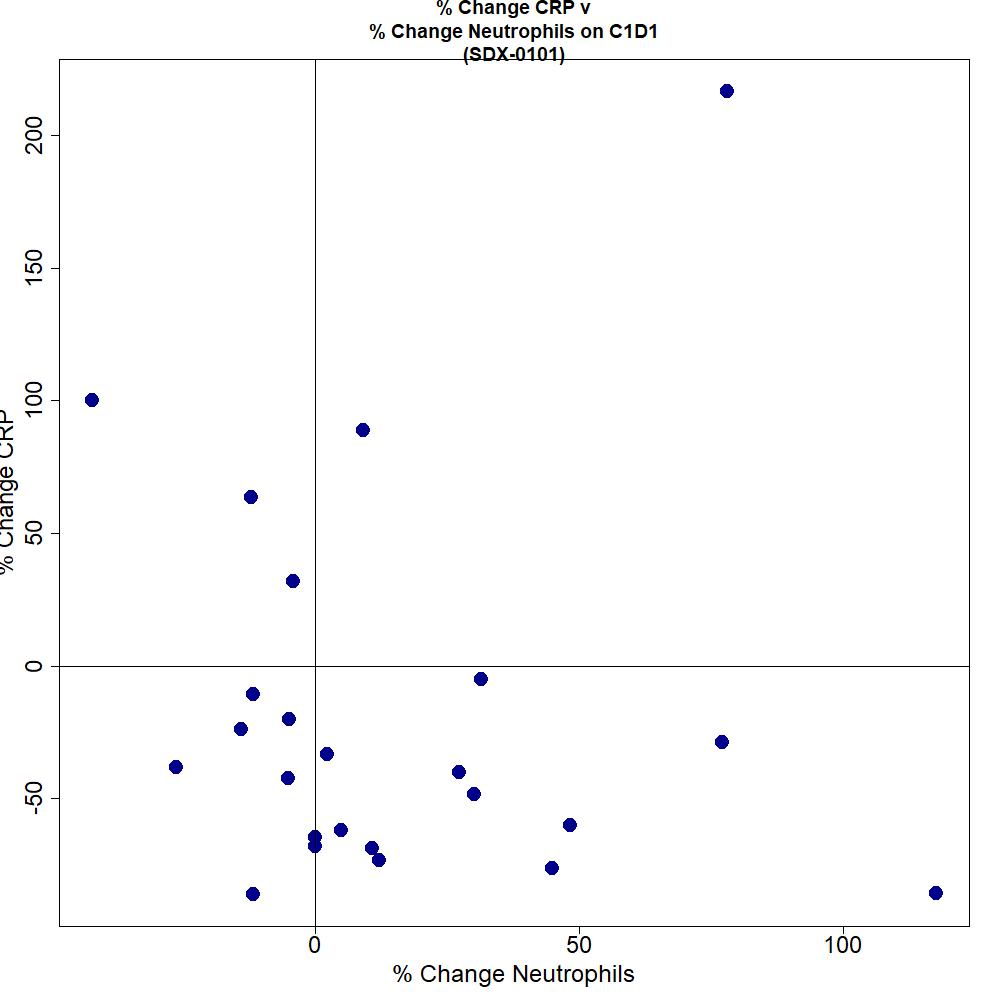 % Change CRP v
% Change Neutrophils on C1D1
(SDX-0101)
% Change CRP
200
150
100
50
0
-50
0
50
100
% Change Neutrophils